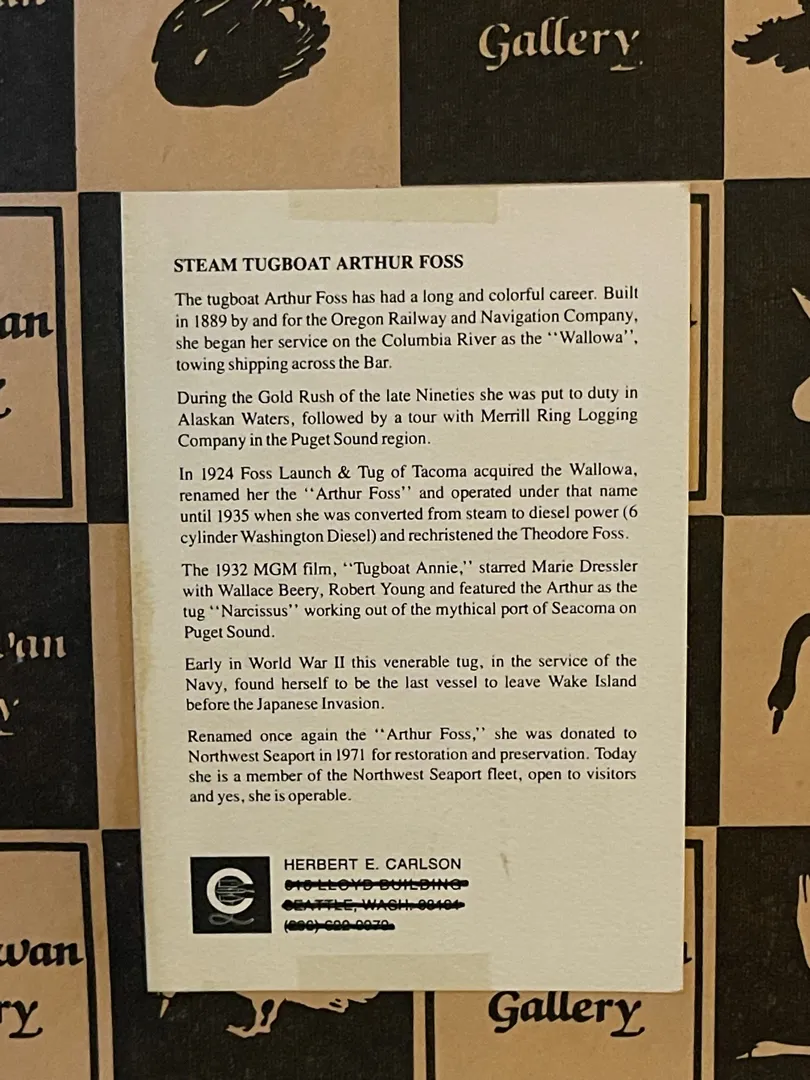 Gallery
STEAM TUGBOAT ARTHUR FOSS
The tugboat Arthur Foss has had a long and colorful career. Built
in 1889 by and for the Oregon Railway and Navigation Company,
she began her service on the Columbia River as the ‘‘Wallowa’’,
towing shipping across the Bar.
During the Gold Rush of the late Nineties she was put to duty in
Alaskan Waters, followed by a tour with Merrill Ring Logging
Company in the Puget Sound region.
In 1924 Foss Launch & Tug of Tacoma acquired the Wallowa,
renamed her the ‘‘Arthur Foss’’ and operated under that name
until 1935 when she was converted from steam to diesel power (6
cylinder Washington Diesel) and rechristened the Theodore Foss.
The 1932 MGM film, ‘‘Tugboat Annie,’’ starred Marie Dressler
with Wallace Beery, Robert Young and featured the Arthur as the
tug ‘‘Narcissus’’ working out of the mythical port of Seacoma on
Puget Sound.
Early in World War II this venerable tug, in the service of the
Navy, found herself to be the last vessel to leave Wake Island
before the Japanese Invasion.
Renamed once again the ‘‘Arthur Foss,’’ she was donated to
Northwest Seaport in 1971 for restoration and preservation. Today
she is a member of the Northwest Seaport fleet, open to visitors
and yes, she is operable.
HERBERT E. CARLSON
LLOYD BUILDING
SEATTLE, WASH.
Gallery